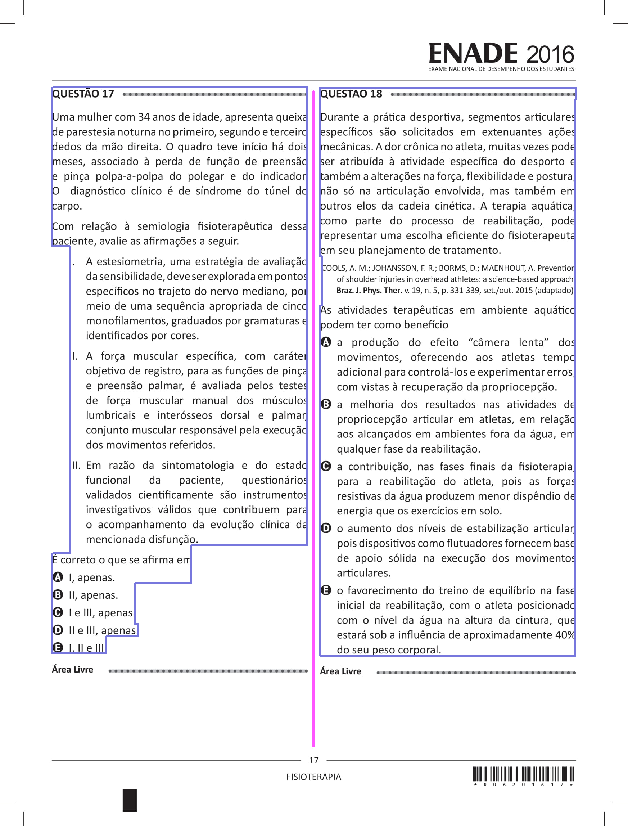 ENADE 2016
EXAME NACIONAL DE DESEMPENHO DOS ESTUDANTES
QUESTÃO 17
Uma mulher com 34 anos de idade, apresenta queixa
de parestesia noturna no primeiro, segundo e terceiro
dedos da mão direita. O quadro teve início há dois
meses, associado à perda de função de preensão
e pinça polpa-a-polpa do polegar e do indicador.
O diagnóstico clínico é de síndrome do túnel do
carpo.
Com relação à semiologia fisioterapêutica dessa
paciente, avalie as afirmações a seguir.
I. A estesiometria, uma estratégia de avaliação
da sensibilidade, deve ser explorada em pontos
específicos no trajeto do nervo mediano, por
meio de uma sequência apropriada de cinco
monofilamentos, graduados por gramaturas e
identificados por cores.
II. A força muscular específica, com caráter
objetivo de registro, para as funções de pinça
e preensão palmar, é avaliada pelos testes
de força muscular manual dos músculos
lumbricais e interósseos dorsal e palmar,
conjunto muscular responsável pela execução
dos movimentos referidos.
III. Em razão da sintomatologia e do estado
funcional da paciente, questionários
validados cientificamente são instrumentos
investigativos válidos que contribuem para
o acompanhamento da evolução clínica da
mencionada disfunção.
É correto o que se afirma em
A I, apenas.
B II, apenas.
C I e III, apenas.
D II e III, apenas.
E I, II e III.
Área Livre
QUESTÃO 18
Durante a prática desportiva, segmentos articulares
específicos são solicitados em extenuantes ações
mecânicas. A dor crônica no atleta, muitas vezes pode
ser atribuída à atividade específica do desporto e
também a alterações na força, flexibilidade e postura,
não só na articulação envolvida, mas também em
outros elos da cadeia cinética. A terapia aquática,
como parte do processo de reabilitação, pode
representar uma escolha eficiente do fisioterapeuta
em seu planejamento de tratamento.
COOLS, A. M.; JOHANSSON, F. R.; BORMS, D.; MAENHOUT, A. Prevention
of shoulder injuries in overhead athletes: a science-based approach.
Braz. J. Phys. Ther. v. 19, n. 5, p. 331-339, set./out. 2015 (adaptado).
As atividades terapêuticas em ambiente aquático
podem ter como benefício
A a produção do efeito “câmera lenta” dos
movimentos, oferecendo aos atletas tempo
adicional para controlá-los e experimentar erros,
com vistas à recuperação da propriocepção.
B a melhoria dos resultados nas atividades de
propriocepção articular em atletas, em relação
aos alcançados em ambientes fora da água, em
qualquer fase da reabilitação.
C a contribuição, nas fases finais da fisioterapia,
para a reabilitação do atleta, pois as forças
resistivas da água produzem menor dispêndio de
energia que os exercícios em solo.
D o aumento dos níveis de estabilização articular,
pois dispositivos como flutuadores fornecem base
de apoio sólida na execução dos movimentos
articulares.
E o favorecimento do treino de equilíbrio na fase
inicial da reabilitação, com o atleta posicionado
com o nível da água na altura da cintura, que
estará sob a influência de aproximadamente 40%
do seu peso corporal.
Área Livre
17
FISIOTERAPIA